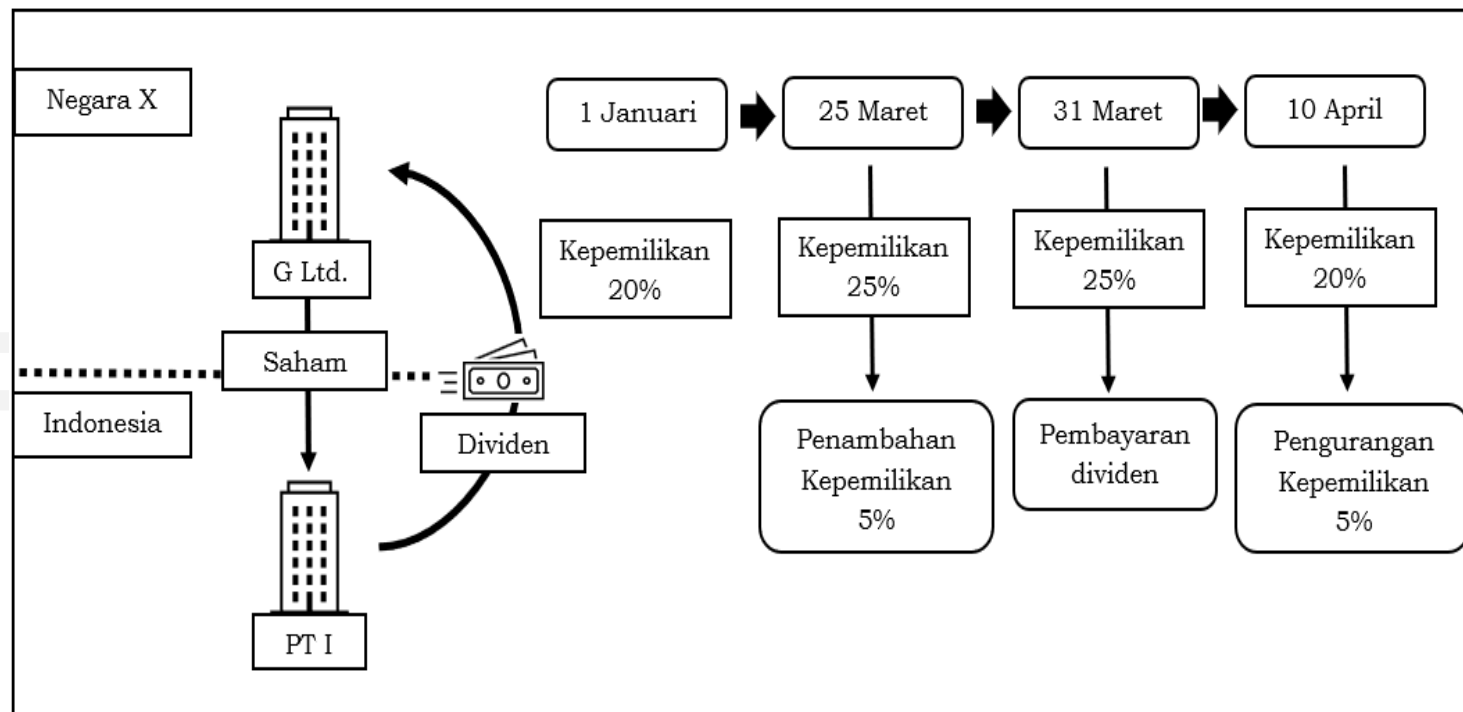 Negara X
G Ltd.
Saham
Indonesia
Dividen
PT I
1 Januari
25 Maret
31 Maret
10 April
Kepemilikan
20%
Kepemilikan
25%
Kepemilikan
25%
Kepemilikan
20%
Penambahan
Kepemilikan
5%
Pembayaran
dividen
Pengurangan
Kepemilikan
5%